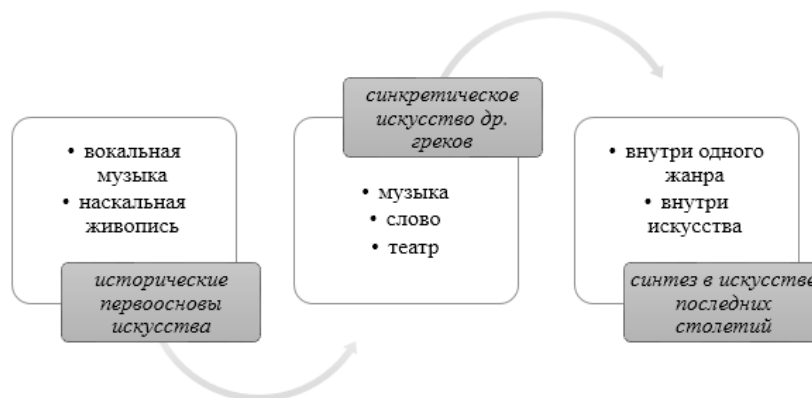 • вокальная
музыка
• наскальная
живопись
исторические
первоосновы
искусства
синкретическое
искусство др.
греков
• музыка
• слово
• театр
• внутри одного
жанра
• внутри
искусства
синтез в искусстве
последних
столетий